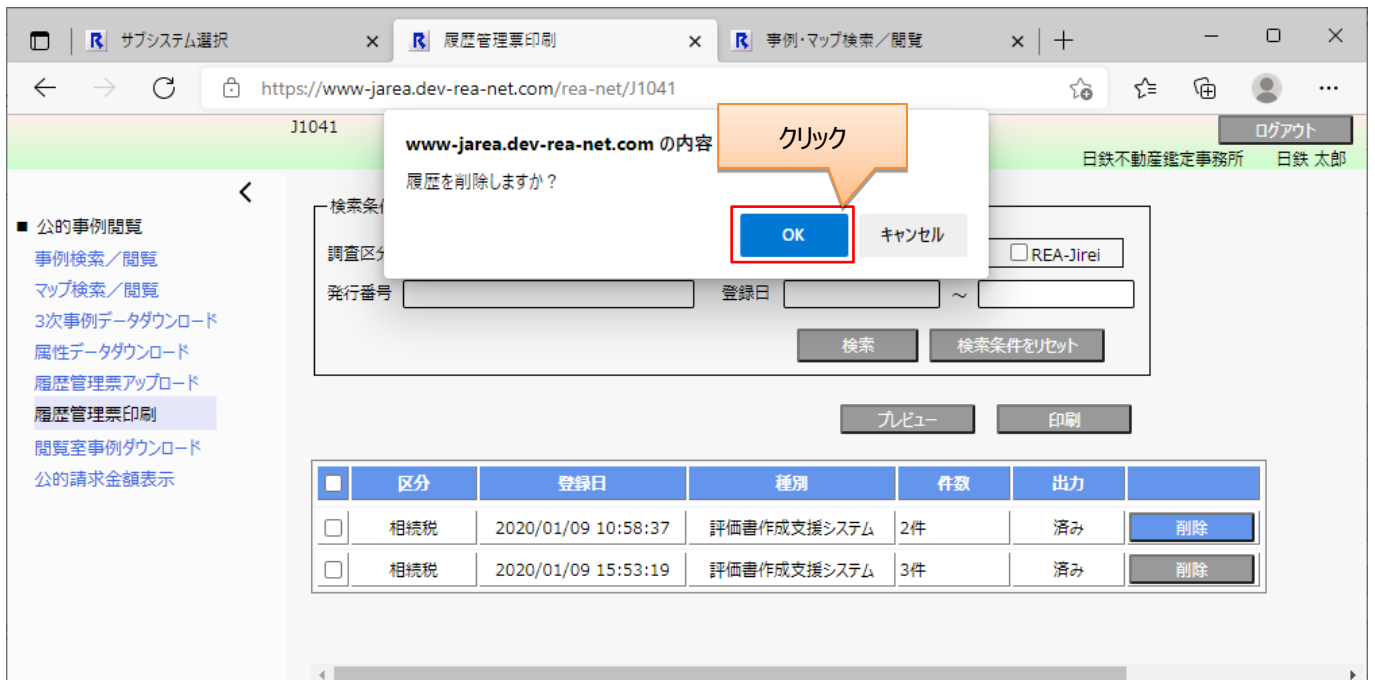 サブシステム選択
履歴管理票印刷
事例・マップ検索／閲覧
https://www-jarea.dev-rea-net.com/rea-net/J1041
J1041
ログアウト
日鉄不動産鑑定事務所 日鉄 太郎
www-jarea.dev-rea-net.com の内容
履歴を削除しますか？
クリック
OK
キャンセル
■ 公的事例閲覧
事例検索／閲覧
マップ検索／閲覧
3次事例データダウンロード
属性データダウンロード
履歴管理票アップロード
履歴管理票印刷
閲覧室事例ダウンロード
公的請求金額表示
検索条
調査区
REA-Jirei
発行番号 登録日 ～
検索 検索条件をリセット
プレビュー 印刷
区分 登録日 種別 件数 出力
相続税 2020/01/09 10:58:37 評価書作成支援システム 2件 済み 削除
相続税 2020/01/09 15:53:19 評価書作成支援システム 3件 済み 削除